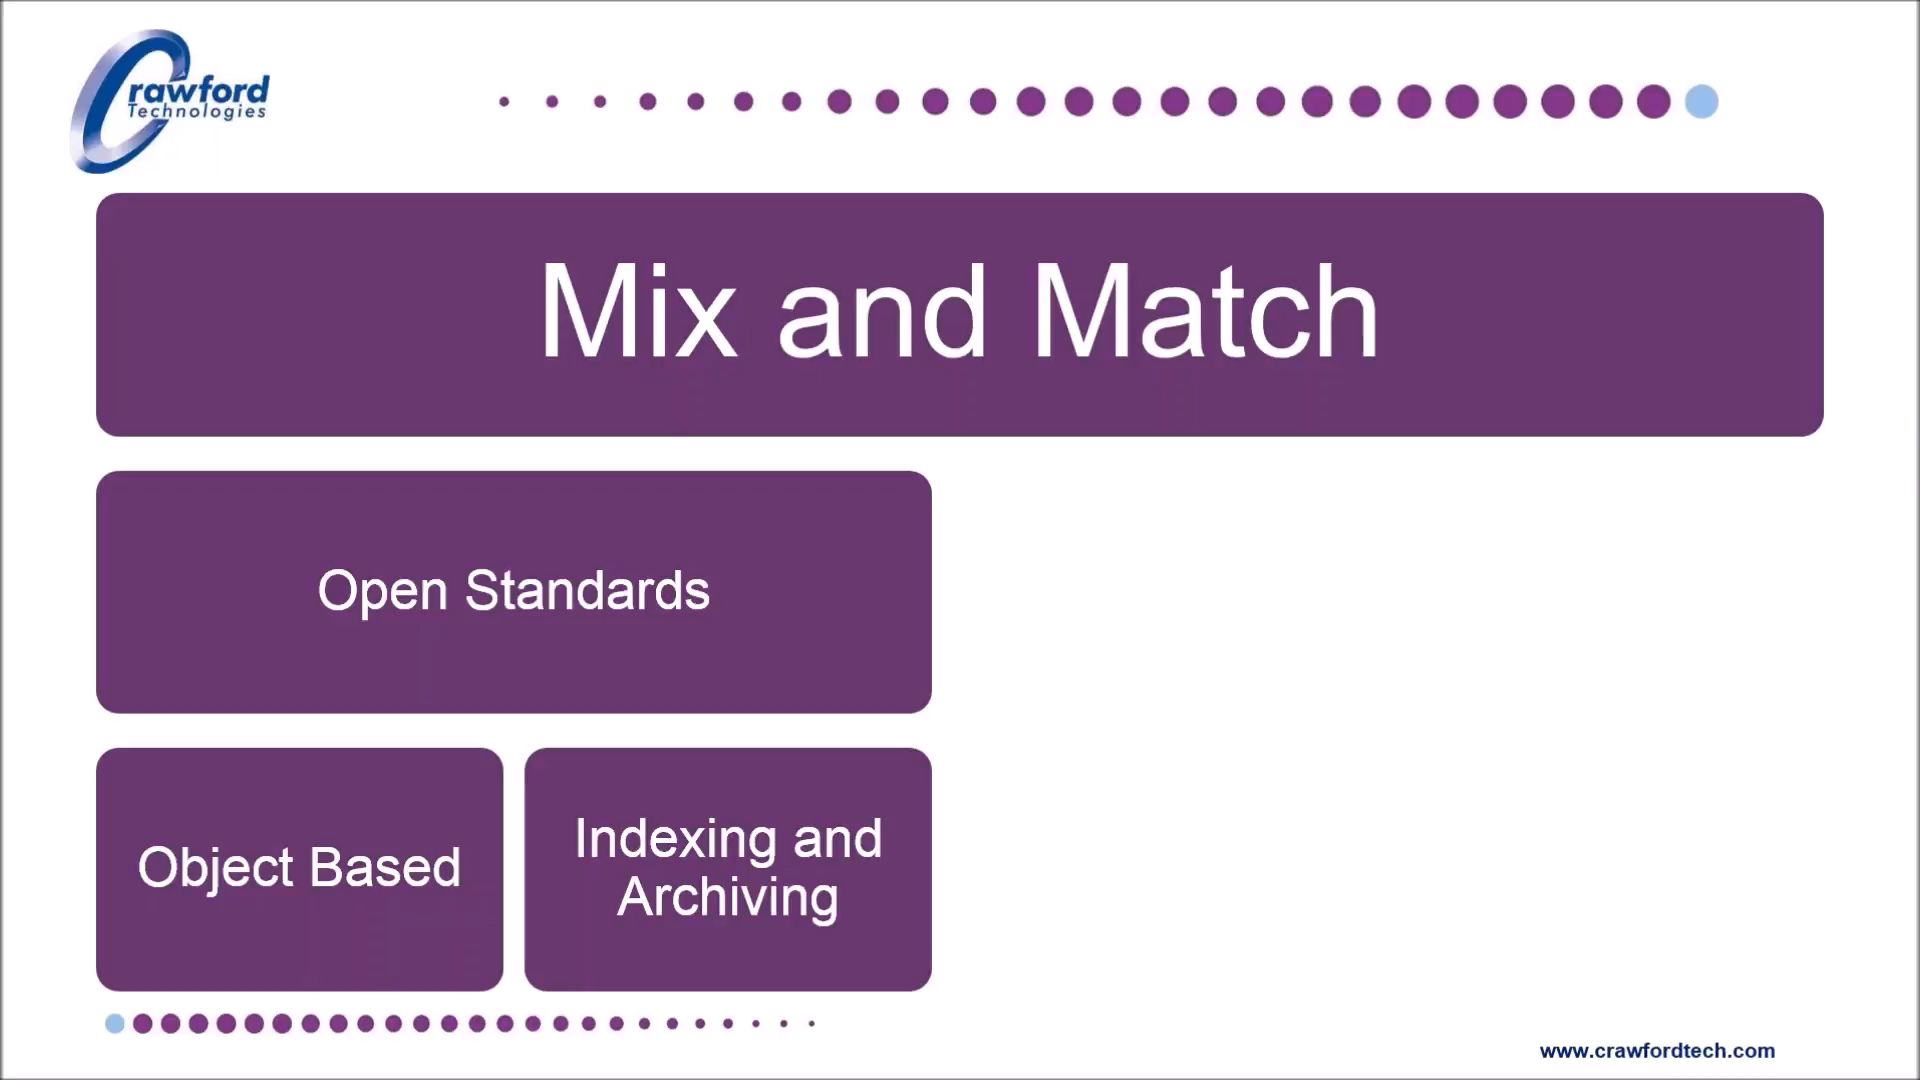 Crawford
Technologies
Mix and Match
Open Standards
Object Based
Indexing and
Archiving
www.crawfordtech.com